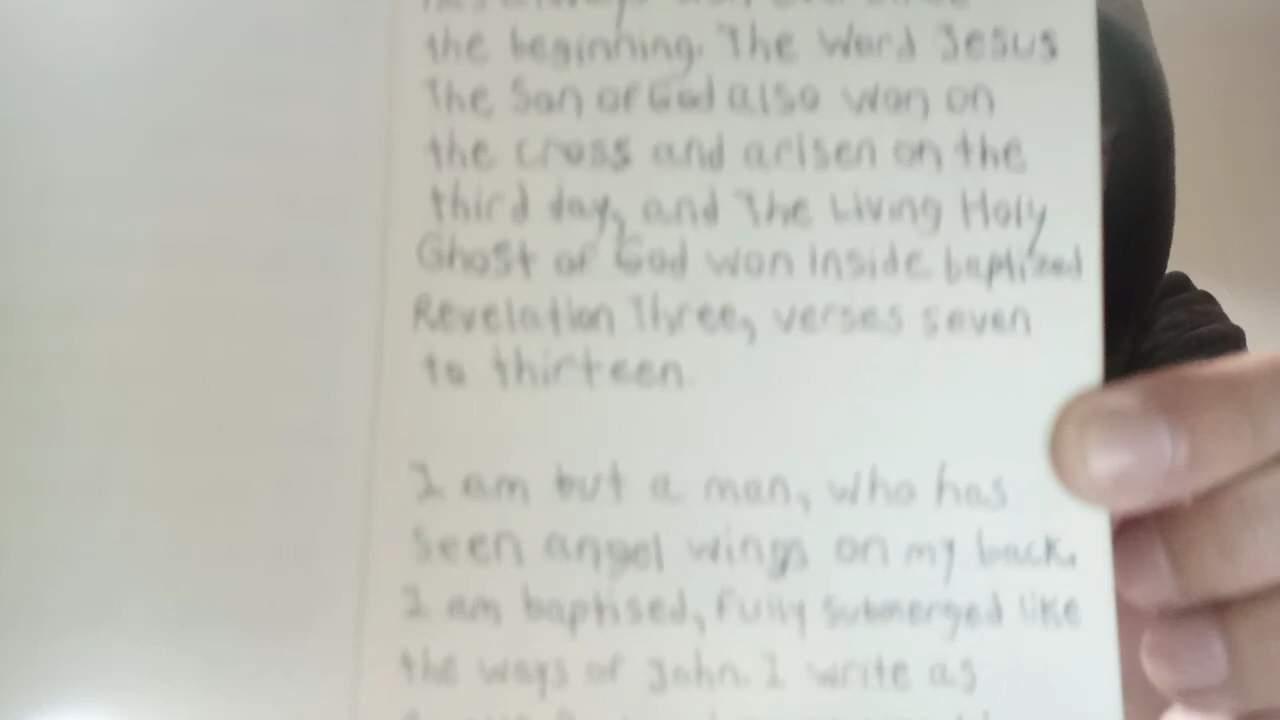 the beginning. The Word Jesus
The Son of God also won on
the cross and arisen on the
third day, and The Living Holy
Ghost of God won inside baptized
Revelation Three, verses seven
to thirteen.
I am but a man, who has
seen angel wings on my back.
I am baptised, fully submerged like
the ways of John. I write as